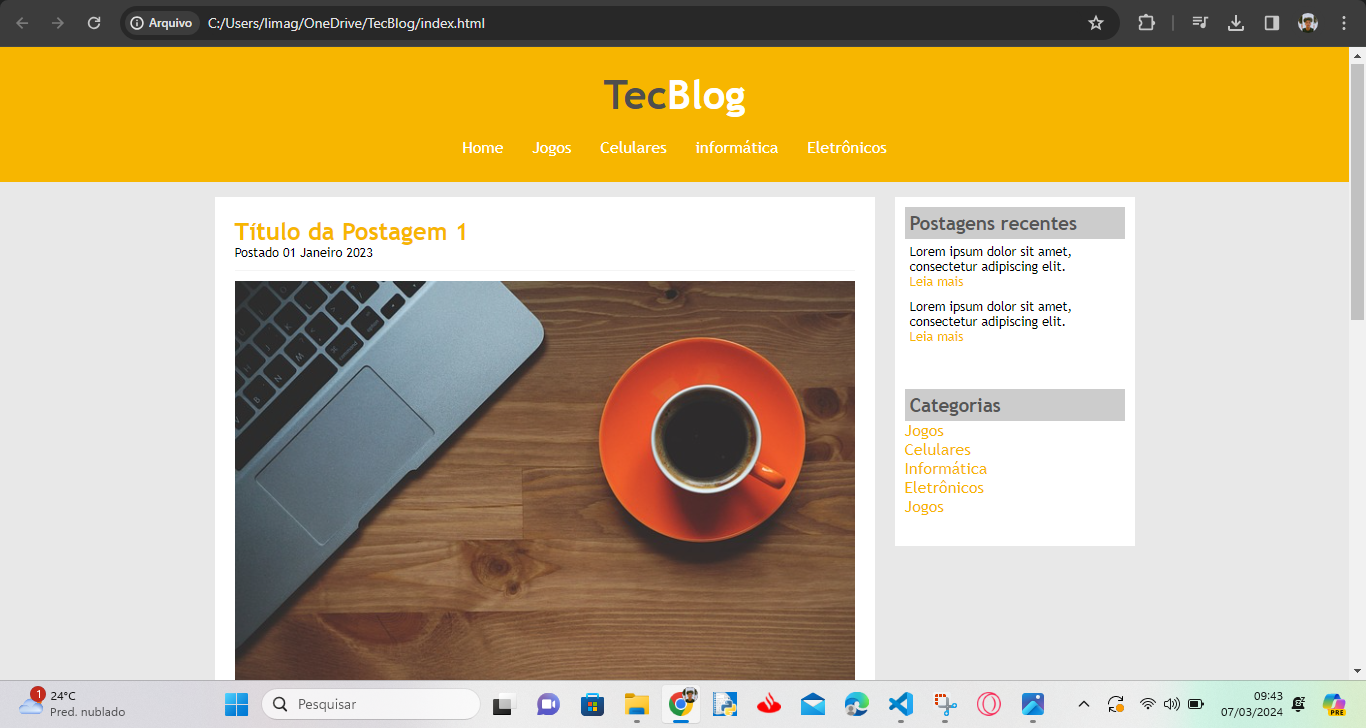 Arquivo C:/Users/limag/OneDrive/TecBlog/index.html
TecBlog
Home Jogos Celulares informática Eletrônicos
Título da Postagem 1
Postado 01 Janeiro 2023
command
Postagens recentes
Lorem ipsum dolor sit amet,
consectetur adipiscing elit.
Leia mais
Lorem ipsum dolor sit amet,
consectetur adipiscing elit.
Leia mais
Categorias
Jogos
Celulares
Informática
Eletrônicos
Jogos
1
24°C
Pred. nublado
Pesquisar
PRE
09:43
07/03/2024